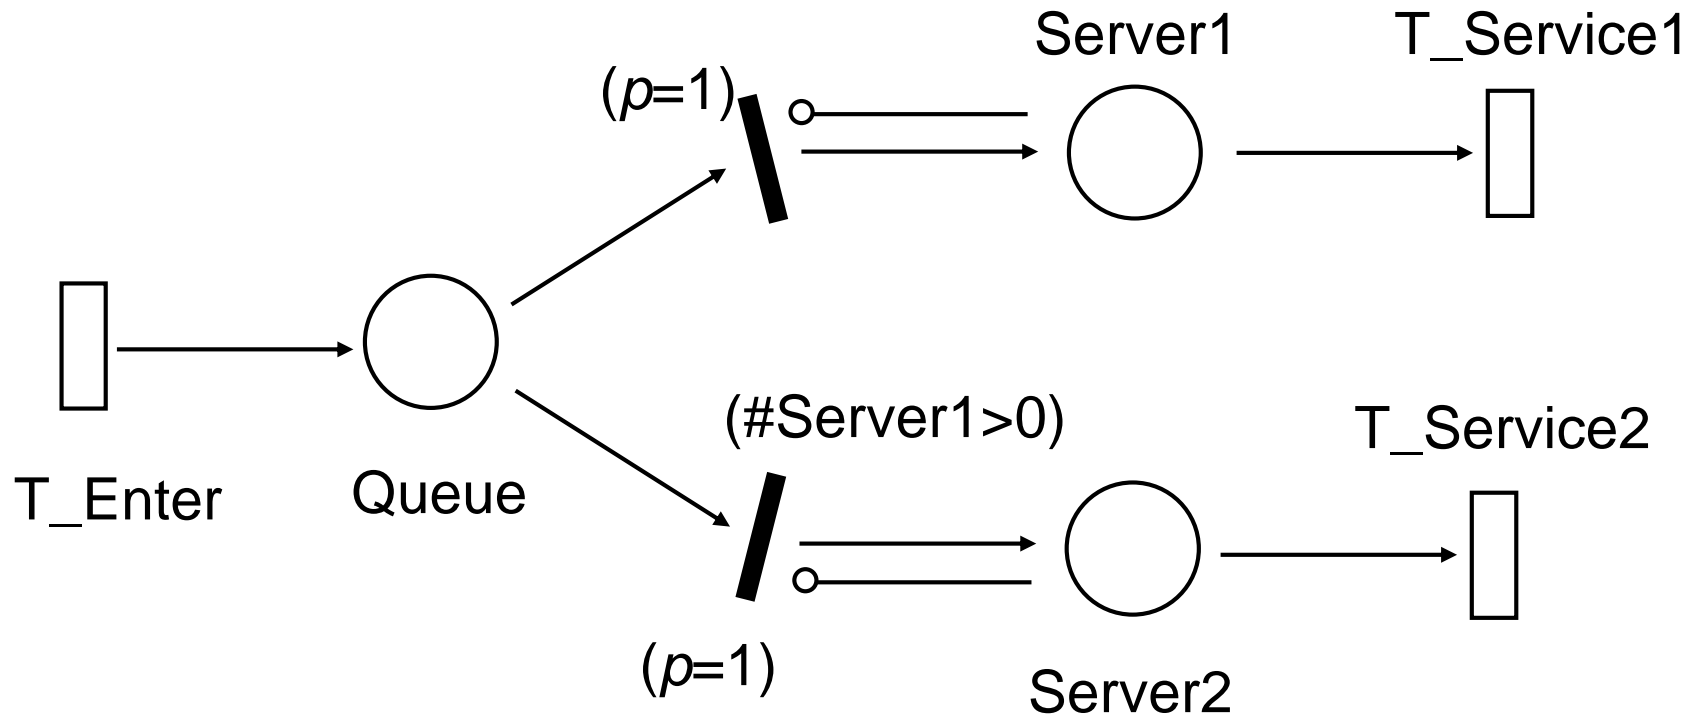 Server1
T_Service1
(p=1)
(#Server1>0)
T_Service2
T_Enter
Queue
(p=1)
Server2